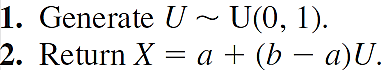 1. Generate U ~ U(0, 1).
2. Return X = a + (b − a)U.